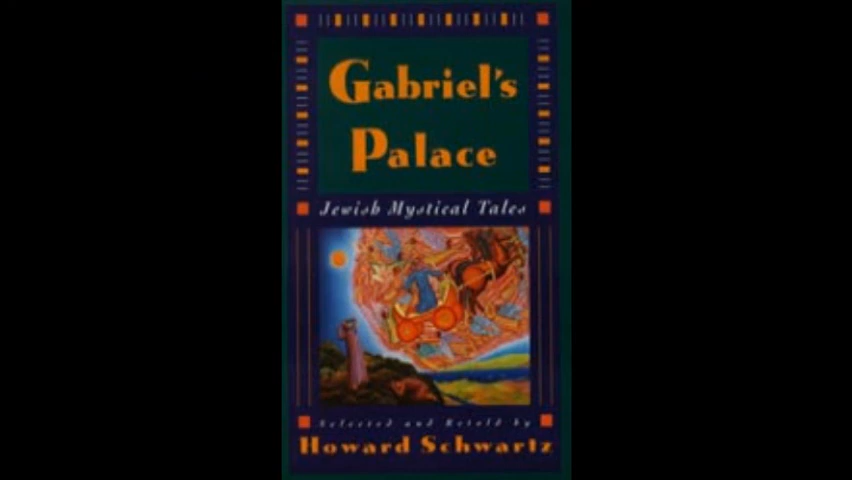 Gabriel's
Palace
Jewish Mystical Tales
Selected and Retold by
Howard Schwartz